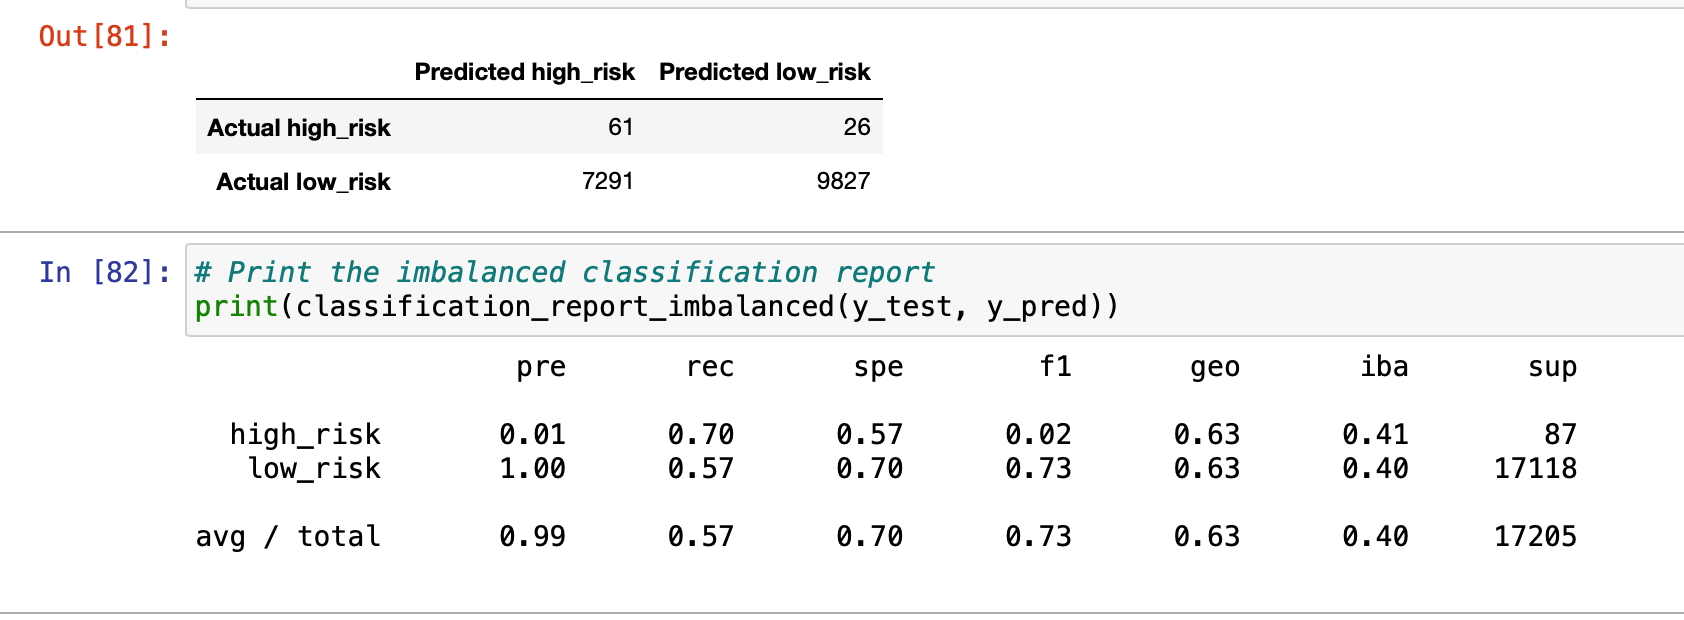 Out[81]:
Predicted high_risk Predicted low_risk
Actual high_risk 61 26
Actual low_risk 7291 9827
In [82]: # Print the imbalanced classification report
print(classification_report_imbalanced(y_test, y_pred))
pre rec spe f1 geo iba sup
high_risk 0.01 0.70 0.57 0.02 0.63 0.41 87
low_risk 1.00 0.57 0.70 0.73 0.63 0.40 17118
avg / total 0.99 0.57 0.70 0.73 0.63 0.40 17205